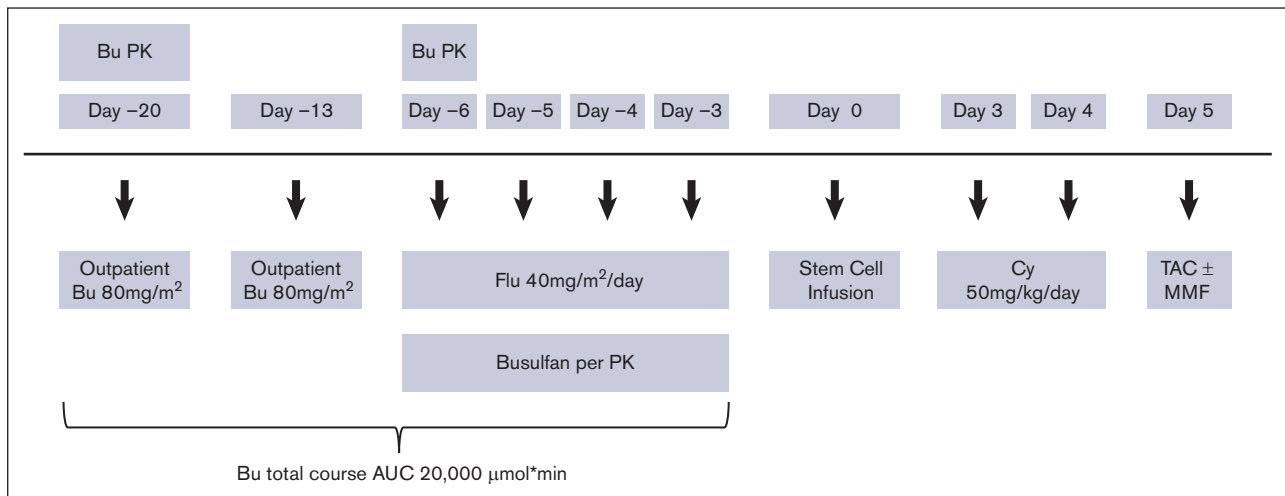 Bu PK
Bu PK
Day –20
Day –13
Day –6
Day –5
Day –4
Day –3
Day 0
Day 3
Day 4
Day 5
Outpatient
Bu 80mg/m²
Outpatient
Bu 80mg/m²
Flu 40mg/m²/day
Stem Cell
Infusion
Cy
50mg/kg/day
TAC ±
MMF
Busulfan per PK
Bu total course AUC 20,000 μmol*min